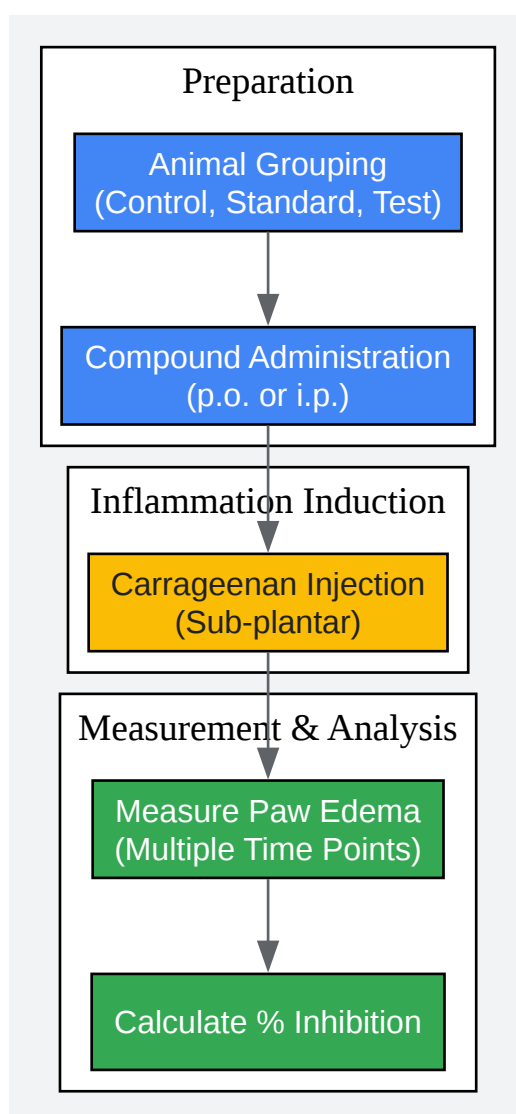 Preparation
Animal Grouping
(Control, Standard, Test)
Compound Administration
(p.o. or i.p.)
Inflammation Induction
Carrageenan Injection
(Sub-plantar)
Measurement & Analysis
Measure Paw Edema
(Multiple Time Points)
Calculate % Inhibition